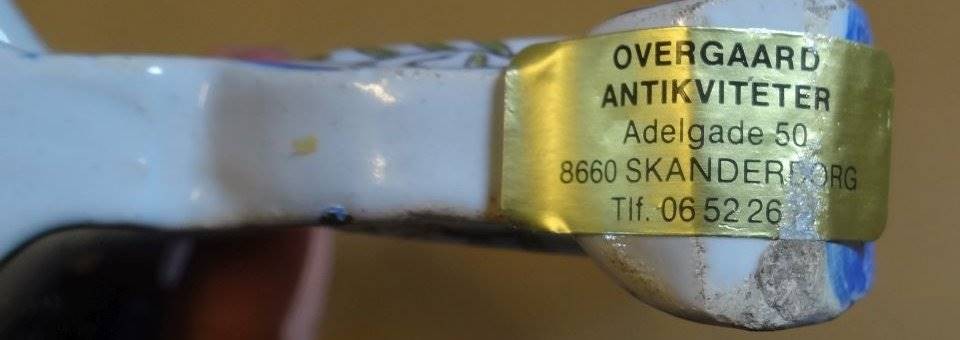 OVERGAARD
ANTIKVITETER
Adelgade 50
8660 SKANDERBORG
Tlf. 06 52 26